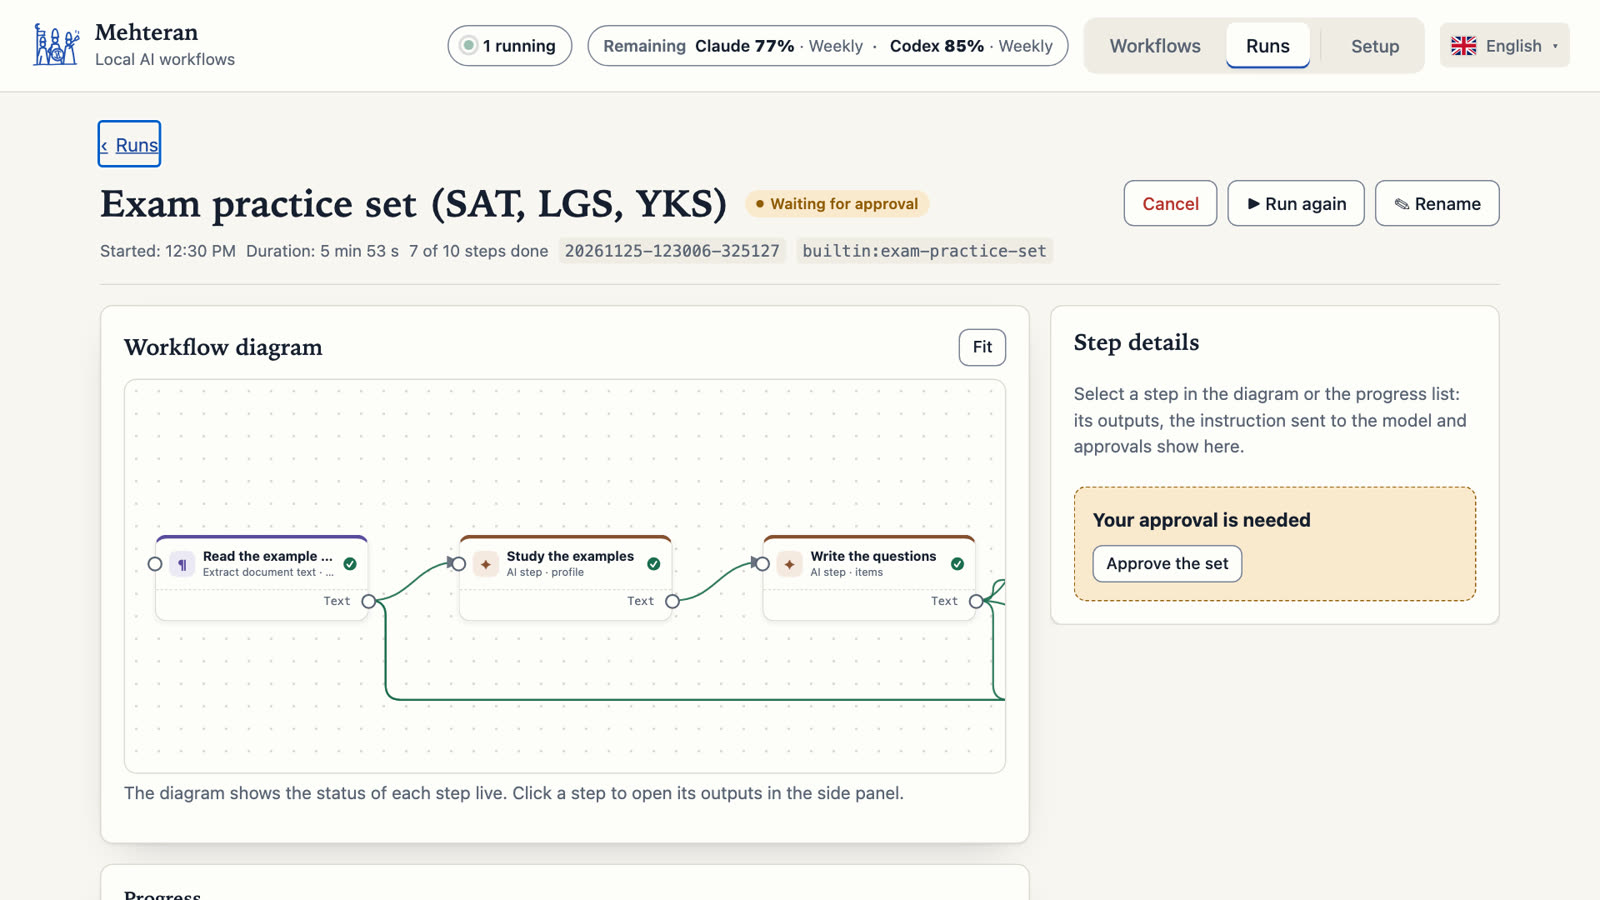 Mehteran
Local AI workflows
1 running
Remaining Claude 77% · Weekly · Codex 85% · Weekly
Workflows
Runs
Setup
English
‹ Runs
Exam practice set (SAT, LGS, YKS)
Waiting for approval
Cancel
Run again
Rename
Started: 12:30 PM Duration: 5 min 53 s 7 of 10 steps done 20261125-123006-325127 builtin:exam-practice-set
Workflow diagram
Fit
Read the example ...
Extract document text · ...
Text
Study the examples
AI step · profile
Text
Write the questions
AI step · items
Text
The diagram shows the status of each step live. Click a step to open its outputs in the side panel.
Step details
Select a step in the diagram or the progress list:
its outputs, the instruction sent to the model and
approvals show here.
Your approval is needed
Approve the set
Progress